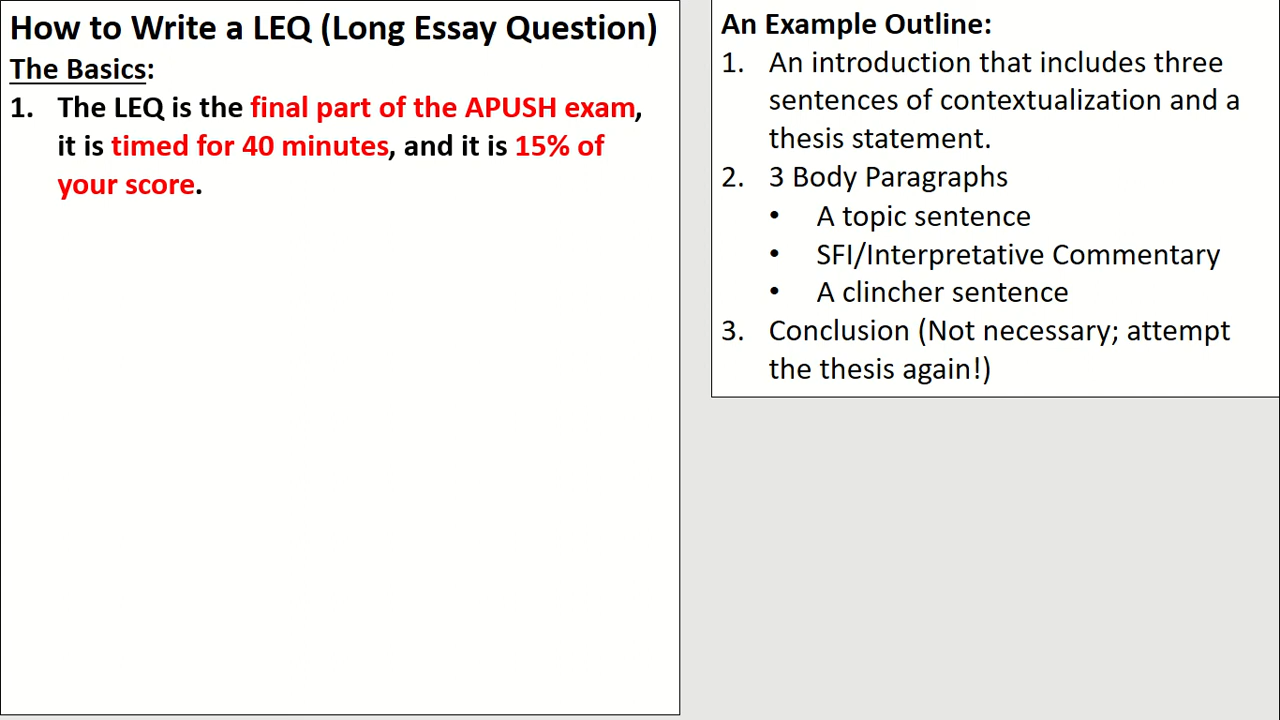 How to Write a LEQ (Long Essay Question)
The Basics:
1. The LEQ is the final part of the APUSH exam,
it is timed for 40 minutes, and it is 15% of
your score.
An Example Outline:
1. An introduction that includes three
sentences of contextualization and a
thesis statement.
2. 3 Body Paragraphs
• A topic sentence
• SFI/Interpretative Commentary
• A clincher sentence
3. Conclusion (Not necessary; attempt
the thesis again!)